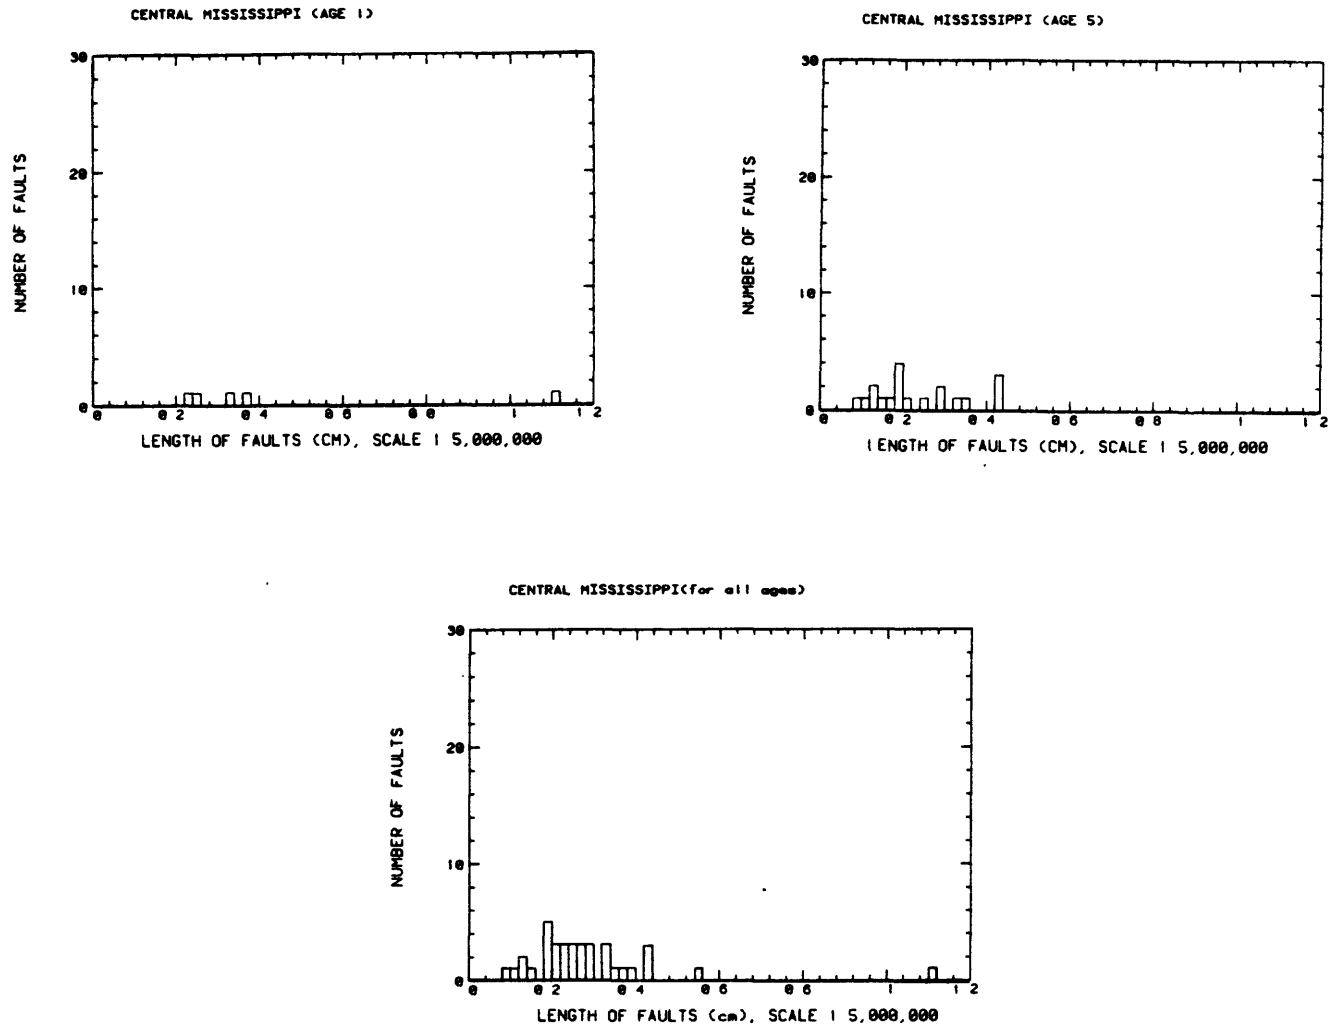 CENTRAL MISSISSIPPI (AGE 1)
30
20
10
0
0 0 2 0 4 0 6 0 8 1 1 2
NUMBER OF FAULTS
LENGTH OF FAULTS (CM), SCALE 1 5,000,000
CENTRAL MISSISSIPPI (AGE 5)
30
20
10
0
0 0 2 0 4 0 6 0 8 1 1 2
NUMBER OF FAULTS
LENGTH OF FAULTS (CM), SCALE 1 5,000,000
CENTRAL MISSISSIPPI(for all ages)
30
20
10
0
0 0 2 0 4 0 6 0 8 1 1 2
NUMBER OF FAULTS
LENGTH OF FAULTS (cm), SCALE 1 5,000,000